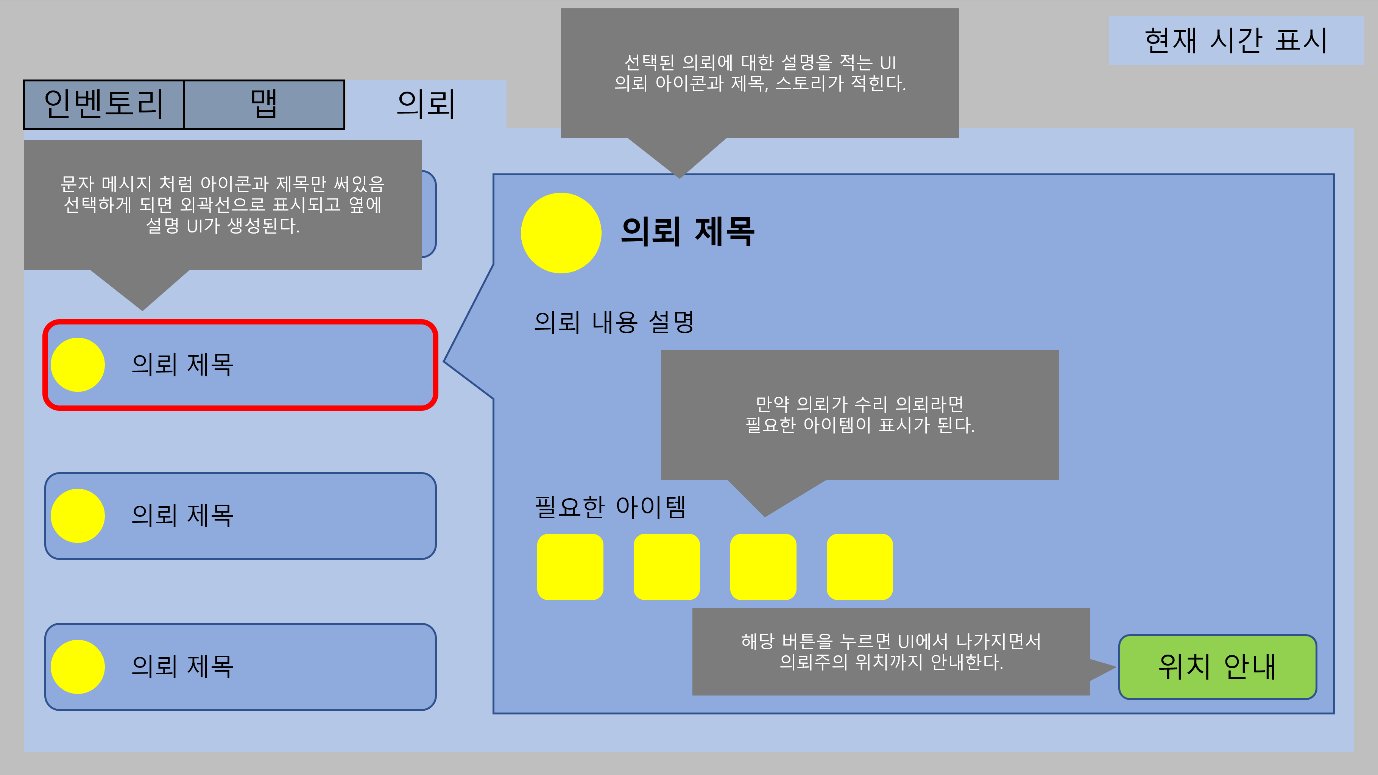 현재 시간 표시
선택된 의뢰에 대한 설명을 적는 UI
의뢰 아이콘과 제목, 스토리가 적힌다.
인벤토리
맵
의뢰
문자 메시지 처럼 아이콘과 제목만 써있음
선택하게 되면 외곽선으로 표시되고 옆에
설명 UI가 생성된다.
의뢰 제목
의뢰 제목
의뢰 제목
의뢰 제목
의뢰 내용 설명
만약 의뢰가 수리 의뢰라면
필요한 아이템이 표시가 된다.
필요한 아이템
해당 버튼을 누르면 UI에서 나가지면서
의뢰주의 위치까지 안내한다.
위치 안내